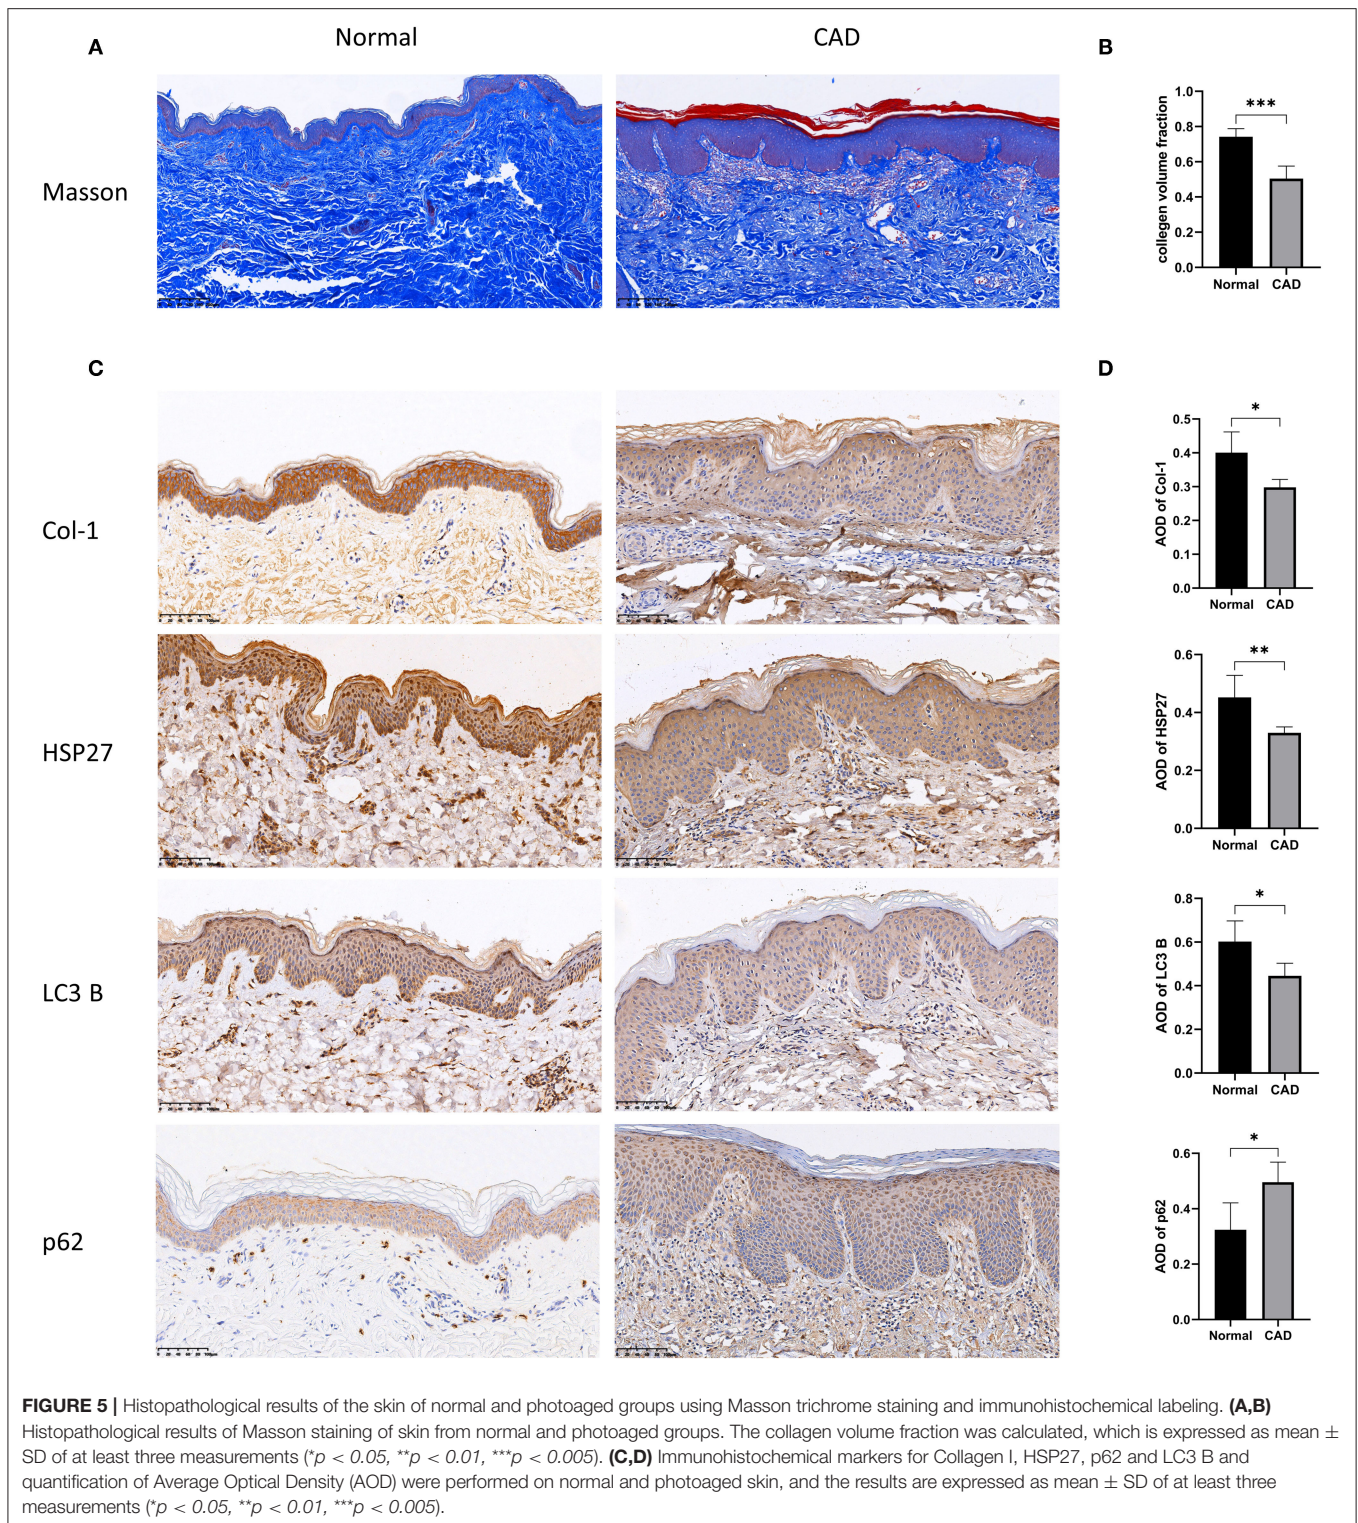 A
Normal
CAD
B
Masson
collegen volume fraction
1.0
0.8
0.6
0.4
0.2
0.0
***
Normal CAD
C
D
Col-1
AOD of Col-1
0.5
0.4
0.3
0.2
0.1
0.0
*
Normal CAD
HSP27
AOD of HSP27
0.6
0.4
0.2
0.0
**
Normal CAD
LC3 B
AOD of LC3 B
0.8
0.6
0.4
0.2
0.0
*
Normal CAD
p62
AOD of p62
0.6
0.4
0.2
0.0
*
Normal CAD
FIGURE 5 | Histopathological results of the skin of normal and photoaged groups using Masson trichrome staining and immunohistochemical labeling. (A,B)
Histopathological results of Masson staining of skin from normal and photoaged groups. The collagen volume fraction was calculated, which is expressed as mean ±
SD of at least three measurements (*p < 0.05, **p < 0.01, ***p < 0.005). (C,D) Immunohistochemical markers for Collagen I, HSP27, p62 and LC3 B and
quantification of Average Optical Density (AOD) were performed on normal and photoaged skin, and the results are expressed as mean ± SD of at least three
measurements (*p < 0.05, **p < 0.01, ***p < 0.005).